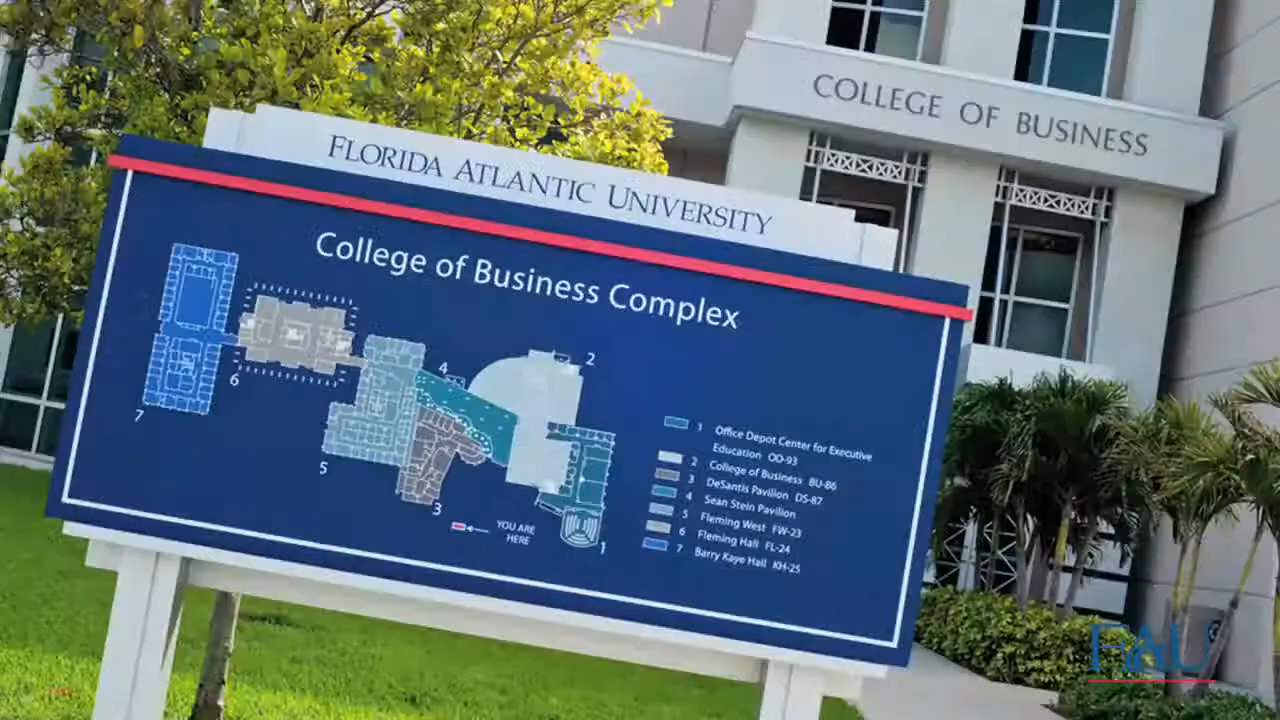 COLLEGE OF BUSINESS
FLORIDA ATLANTIC UNIVERSITY
College of Business Complex
2
4
6
7
5
3
1
YOU ARE
HERE
1 Office Depot Center for Executive
Education OD-93
2 College of Business BU-86
3 DeSantis Pavilion DS-87
4 Sean Stein Pavilion
5 Fleming West FW-23
6 Fleming Hall FL-24
7 Barry Kaye Hall KH-25
FAU